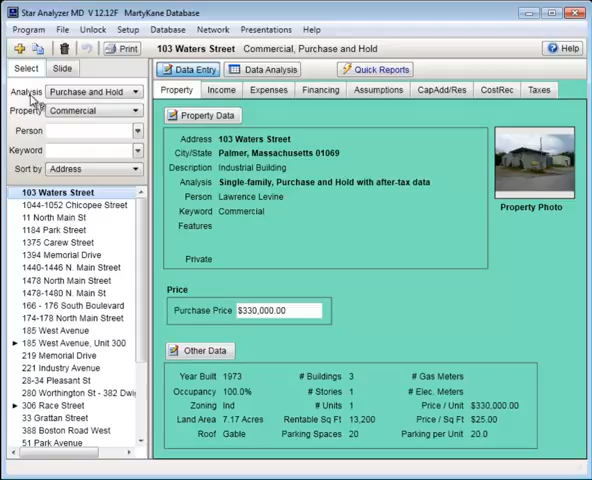 Star Analyzer MD V 12.12F MartyKane Database
Program File Unlock Setup Database Network Presentations Help
Print 103 Waters Street Commercial, Purchase and Hold Help
Select Slide
Data Entry Data Analysis Quick Reports
Analysis Purchase and Hold
Property Commercial
Person
Keyword
Sort by Address
103 Waters Street
1044-1052 Chicopee Street
11 North Main St
1184 Park Street
1375 Carew Street
1394 Memorial Drive
1440-1446 N. Main Street
1478 North Main Street
1478-1480 N. Main St
166 - 176 South Boulevard
174-178 North Main Street
185 West Avenue
185 West Avenue, Unit 300
219 Memorial Drive
221 Industry Avenue
28-34 Pleasant St
280 Worthington St - 382 Dwi
306 Race Street
33 Grattan Street
388 Boston Road West
51 Park Avenue
Property Income Expenses Financing Assumptions CapAdd/Res CostRec Taxes
Property Data
Address 103 Waters Street
City/State Palmer, Massachusetts 01069
Description Industrial Building
Analysis Single-family, Purchase and Hold with after-tax data
Person Lawrence Levine
Keyword Commercial
Features
Private
Property Photo
Price
Purchase Price $330,000.00
Other Data
Year Built 1973 # Buildings 3 # Gas Meters
Occupancy 100.0% # Stories 1 # Elec. Meters
Zoning Ind # Units 1 Price / Unit $330,000.00
Land Area 7.17 Acres Rentable Sq Ft 13,200 Price / Sq Ft $25.00
Roof Gable Parking Spaces 20 Parking per Unit 20.0